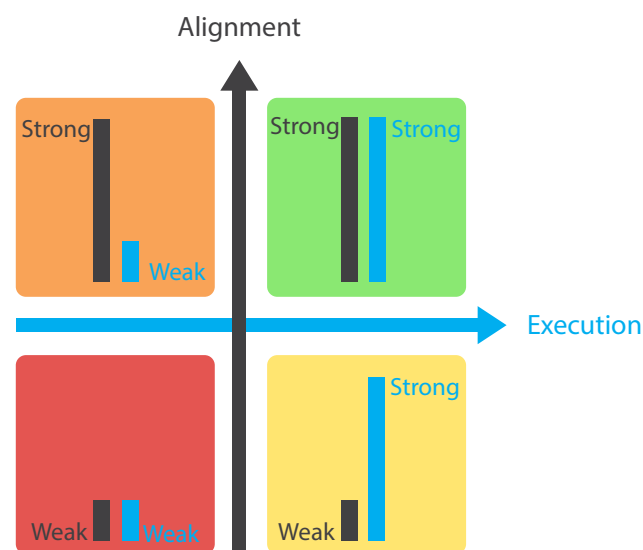 Alignment
Strong
Weak
Strong
Strong
Execution
Weak
Weak
Strong
Weak